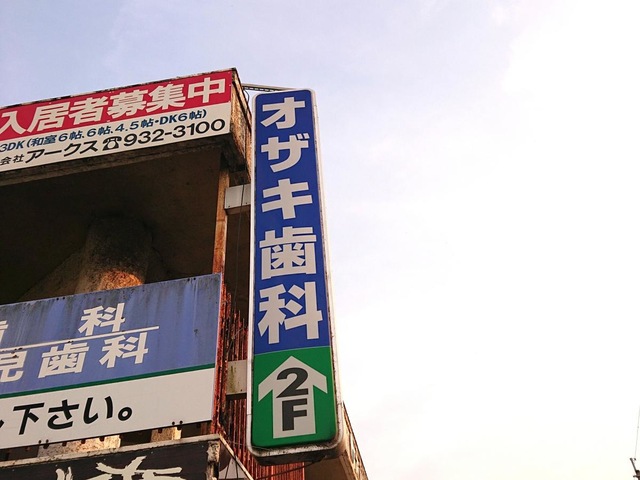 入居者募集中
3DK(和室6帖、6帖、4.5帖・DK6帖)
会社アークス☎932-3100
オザキ歯科
2F
歯科
児歯科
し下さい。